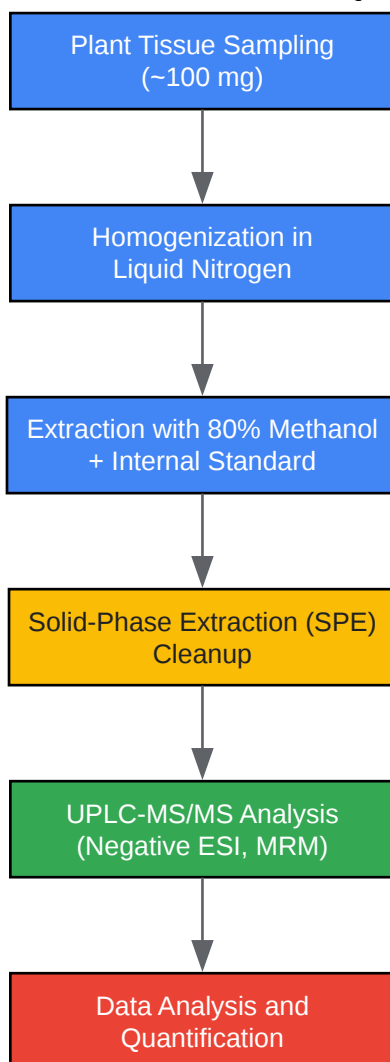 Plant Tissue Sampling
(~100 mg)
Homogenization in
Liquid Nitrogen
Extraction with 80% Methanol
+ Internal Standard
Solid-Phase Extraction (SPE)
Cleanup
UPLC-MS/MS Analysis
(Negative ESI, MRM)
Data Analysis and
Quantification